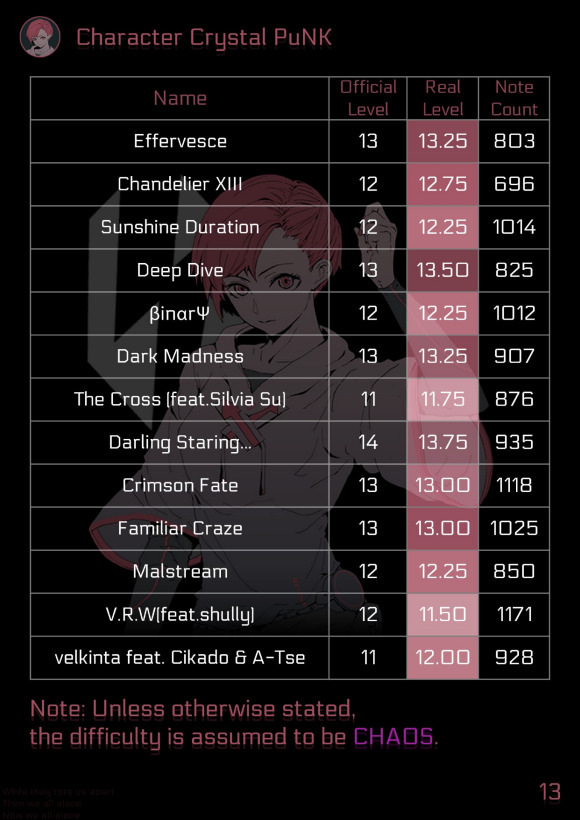 Character Crystal PuNK
Name Official Level Real Level Note Count
Effervesce 13 13.25 803
Chandelier XIII 12 12.75 696
Sunshine Duration 12 12.25 1014
Deep Dive 13 13.50 825
βinαrΨ 12 12.25 1012
Dark Madness 13 13.25 907
The Cross (feat.Silvia Su) 11 11.75 876
Darling Staring... 14 13.75 935
Crimson Fate 13 13.00 1118
Familiar Craze 13 13.00 1025
Malstream 12 12.25 850
V.R.W(feat.shully) 12 11.50 1171
velkinta feat. Cikado & A-Tse 11 12.00 928
Note: Unless otherwise stated,
the difficulty is assumed to be CHAOS.
13